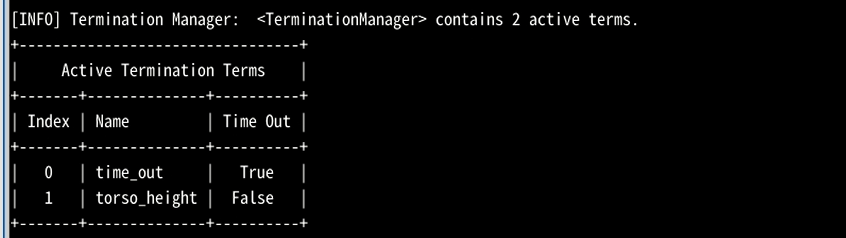 [INFO] Termination Manager:  <TerminationManager> contains 2 active terms.
+---------------------------------+
|     Active Termination Terms    |
+-------+--------------+----------+
| Index | Name         | Time Out |
+-------+--------------+----------+
|   0   | time_out     |   True   |
|   1   | torso_height |  False   |
+-------+--------------+----------+